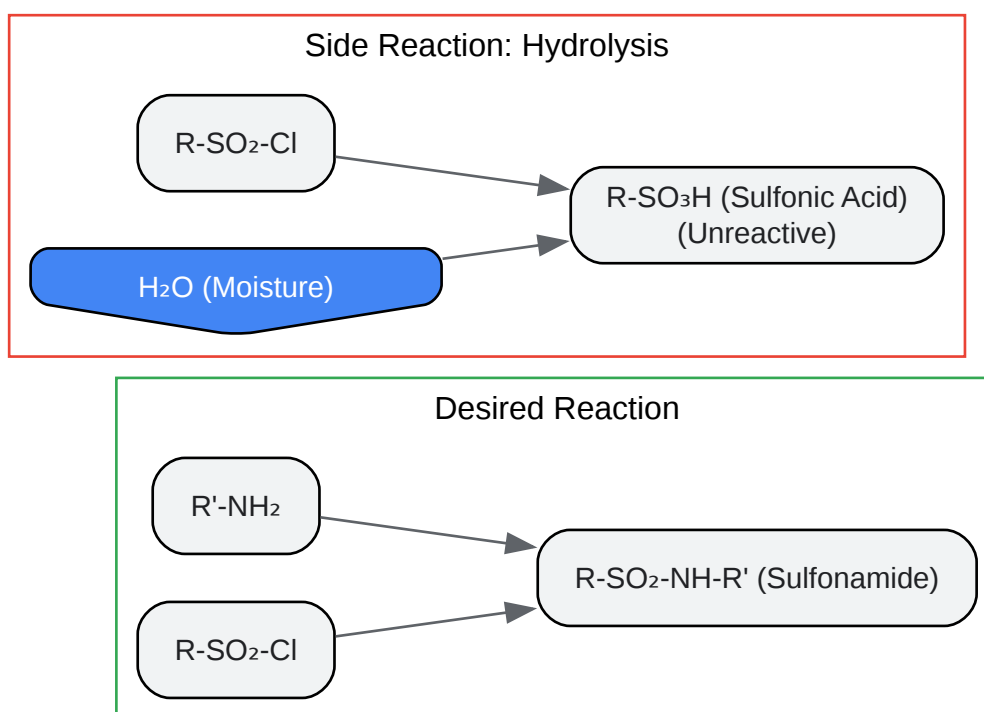 Side Reaction: Hydrolysis
R-SO₂-Cl
R-SO₃H (Sulfonic Acid)
(Unreactive)
H₂O (Moisture)
Desired Reaction
R'-NH₂
R-SO₂-NH-R' (Sulfonamide)
R-SO₂-Cl